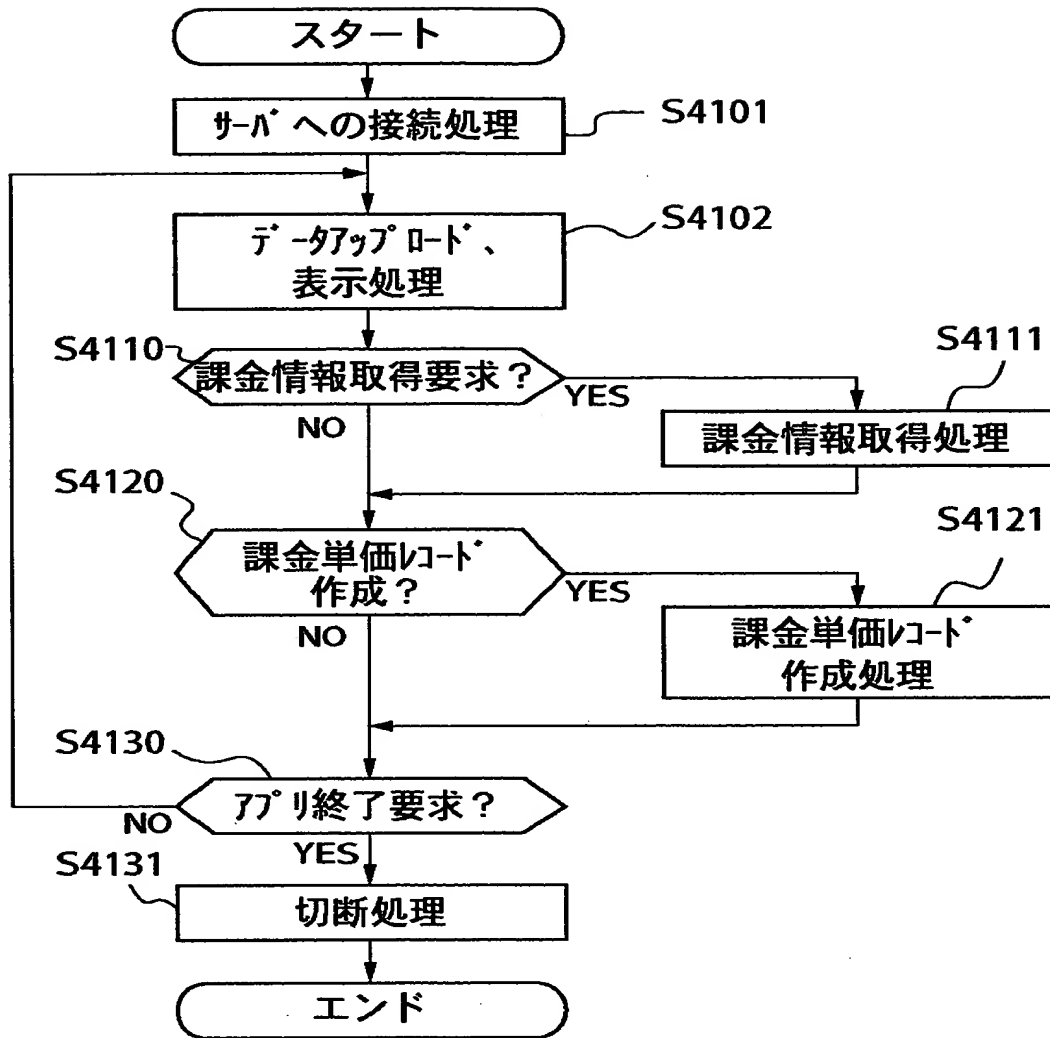 スタート
サーバへの接続処理
S4101
データアップロード、
表示処理
S4102
S4110
課金情報取得要求?
YES
NO
S4111
課金情報取得処理
S4120
課金単価レコード
作成?
YES
NO
S4121
課金単価レコード
作成処理
S4130
アプリ終了要求?
NO
YES
S4131
切断処理
エンド